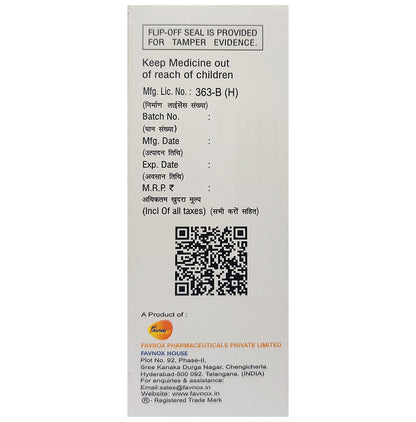 FLIP-OFF SEAL IS PROVIDED
FOR TAMPER EVIDENCE.
Keep Medicine out
of reach of children
Mfg. Lic. No. : 363-B (H)
(निर्माण लाईसेंस संख्या)
Batch No. :
(घान संख्या)
Mfg. Date :
(उत्पादन तिथि)
Exp. Date :
(अवसान तिथि)
M.R.P. ₹ :
अधिकतम खुदरा मूल्य
(Incl Of all taxes) (सभी करों सहित)
A Product of :
Favnox
FAVNOX PHARMACEUTICALS PRIVATE LIMITED
FAVNOX HOUSE
Plot No. 92, Phase-II,
Sree Kanaka Durga Nagar, Chengicherla.
Hyderabad-500 092. Telangana. (INDIA)
For enquiries & assistance:
Email:sales@favnox.com
Website: www.favnox.in
®- Registered Trade Mark